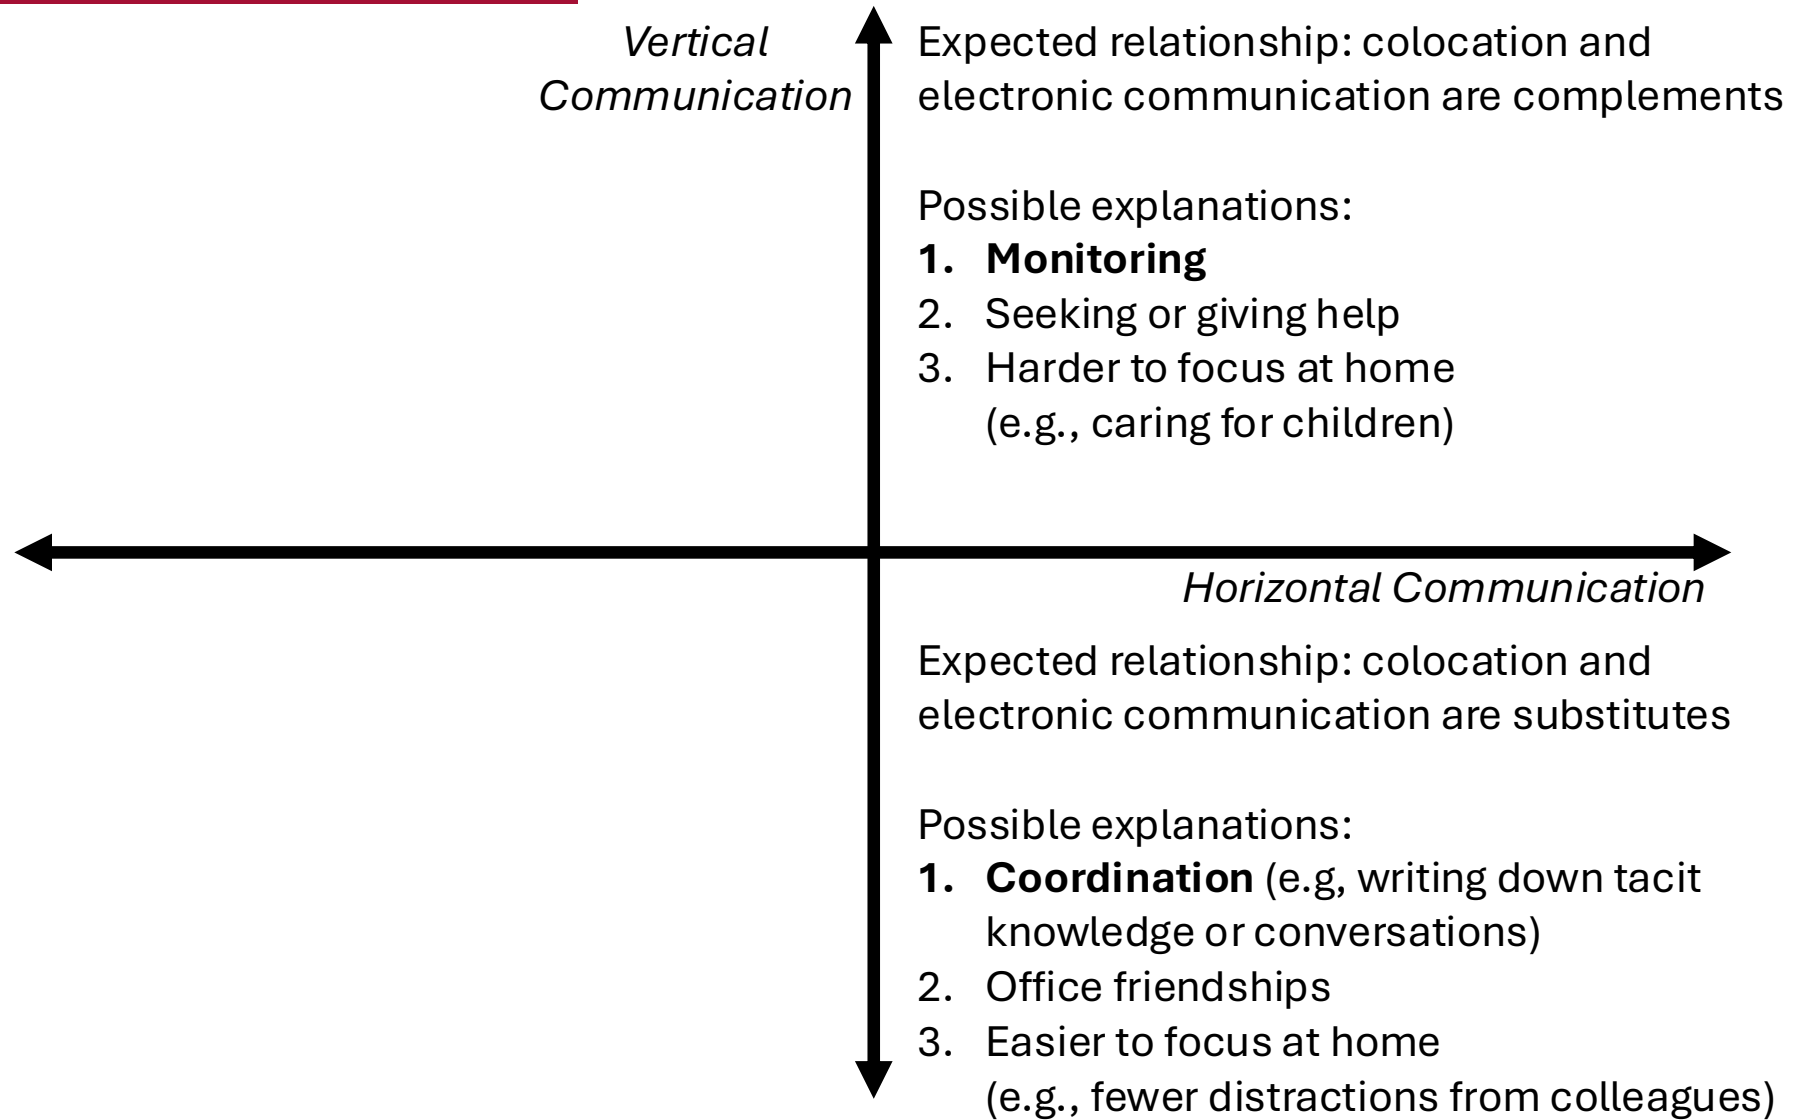 Vertical
Communication
Expected relationship: colocation and
electronic communication are complements
Possible explanations:
1. Monitoring
2. Seeking or giving help
3. Harder to focus at home
(e.g., caring for children)
Horizontal Communication
Expected relationship: colocation and
electronic communication are substitutes
Possible explanations:
1. Coordination (e.g, writing down tacit
knowledge or conversations)
2. Office friendships
3. Easier to focus at home
(e.g., fewer distractions from colleagues)